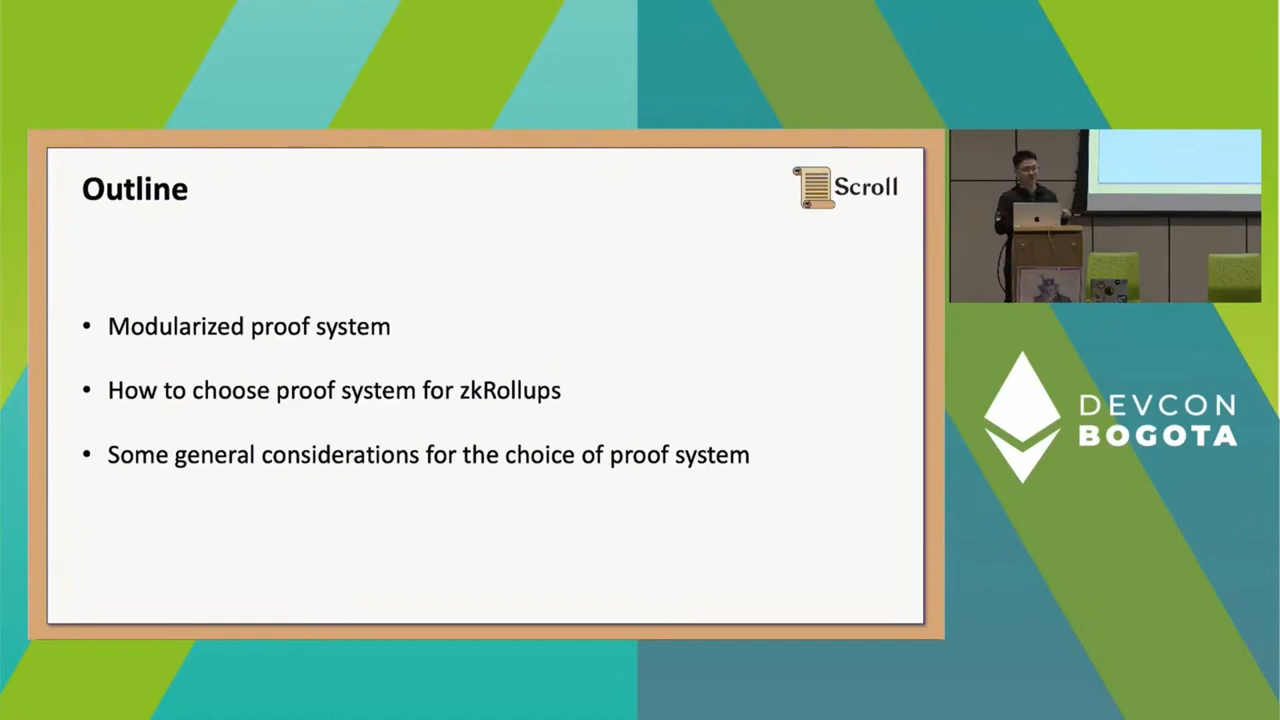 Outline
Scroll
• Modularized proof system
• How to choose proof system for zkRollups
• Some general considerations for the choice of proof system
DEVCON
BOGOTA